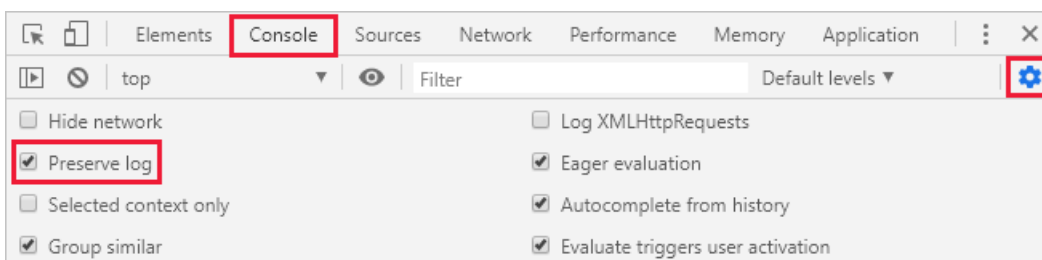 Elements Console Sources Network Performance Memory Application
top Filter Default levels
Hide network Log XMLHttpRequests
Preserve log Eager evaluation
Selected context only Autocomplete from history
Group similar Evaluate triggers user activation